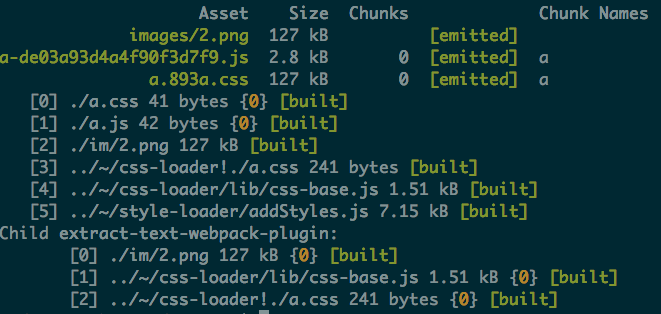 Asset Size Chunks Chunk Names
images/2.png 127 kB [emitted]
a-de03a93d4a4f90f3d7f9.js 2.8 kB 0 [emitted] a
a.893a.css 127 kB 0 [emitted] a
[0] ./a.css 41 bytes {0} [built]
[1] ./a.js 42 bytes {0} [built]
[2] ./im/2.png 127 kB [built]
[3] ../~/css-loader!./a.css 241 bytes [built]
[4] ../~/css-loader/lib/css-base.js 1.51 kB [built]
[5] ../~/style-loader/addStyles.js 7.15 kB [built]
Child extract-text-webpack-plugin:
[0] ./im/2.png 127 kB {0} [built]
[1] ../~/css-loader/lib/css-base.js 1.51 kB {0} [built]
[2] ../~/css-loader!./a.css 241 bytes {0} [built]